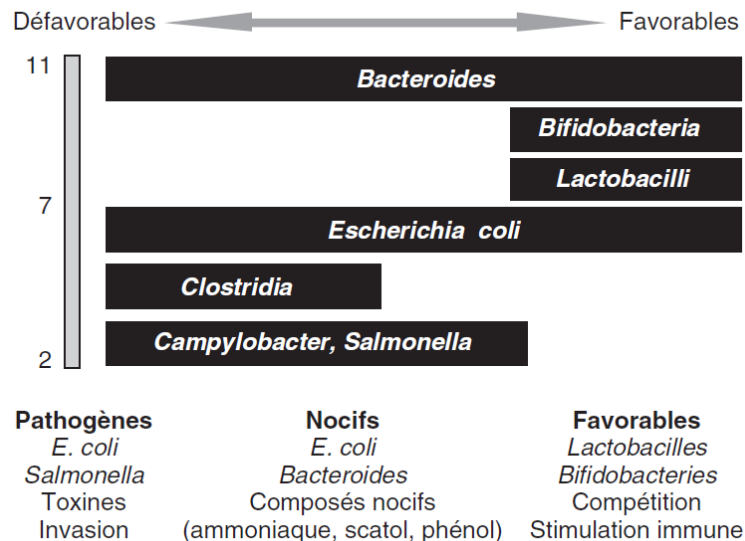 Défavorables Favorables
11
Bacteroides
Bifidobacteria
Lactobacilli
7
Escherichia coli
Clostridia
Campylobacter, Salmonella
2
Pathogènes Nocifs Favorables
E. coli E. coli Lactobacilles
Salmonella Bacteroides Bifidobacteries
Toxines Composés nocifs Compétition
Invasion (ammoniaque, scatol, phénol) Stimulation immune